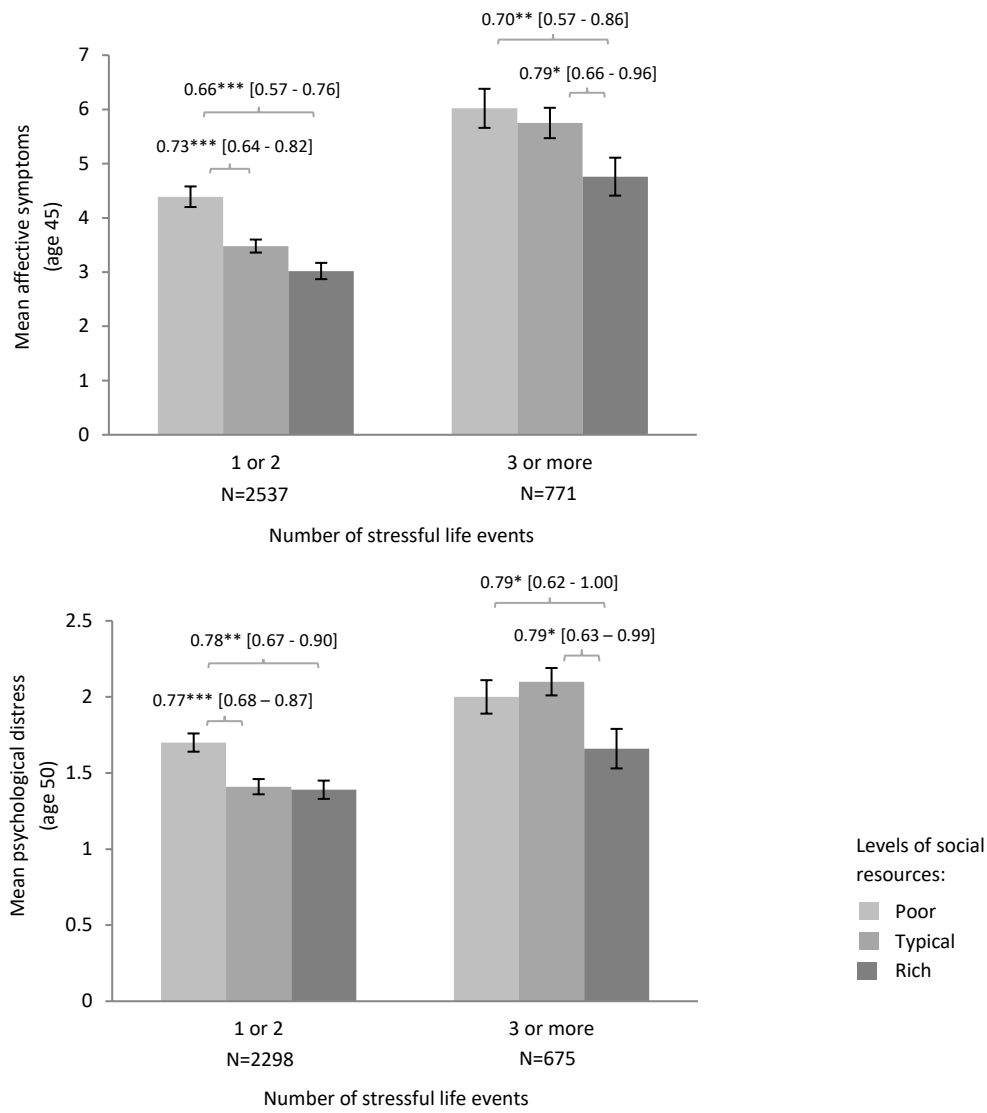 0.70** [0.57 - 0.86]
0.79* [0.66 - 0.96]
0.66*** [0.57 - 0.76]
0.73*** [0.64 - 0.82]
7
6
5
4
3
2
1
0
Mean affective symptoms
(age 45)
1 or 2
3 or more
N=2537
N=771
Number of stressful life events
0.79* [0.62 - 1.00]
0.79* [0.63 – 0.99]
0.78** [0.67 - 0.90]
0.77*** [0.68 – 0.87]
2.5
2
1.5
1
0.5
0
Mean psychological distress
(age 50)
1 or 2
3 or more
N=2298
N=675
Number of stressful life events
Levels of social
resources:
Poor
Typical
Rich